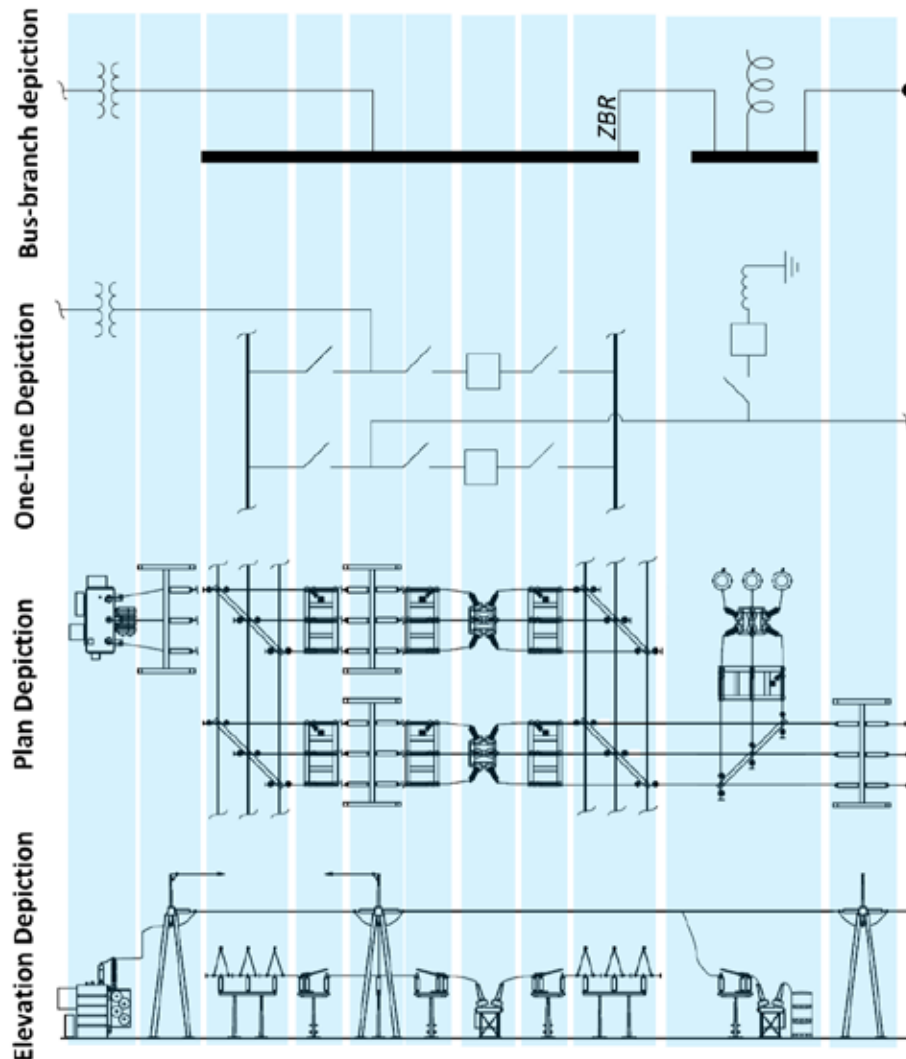 Bus-branch depiction
ZBR
One-Line Depiction
Plan Depiction
Elevation Depiction